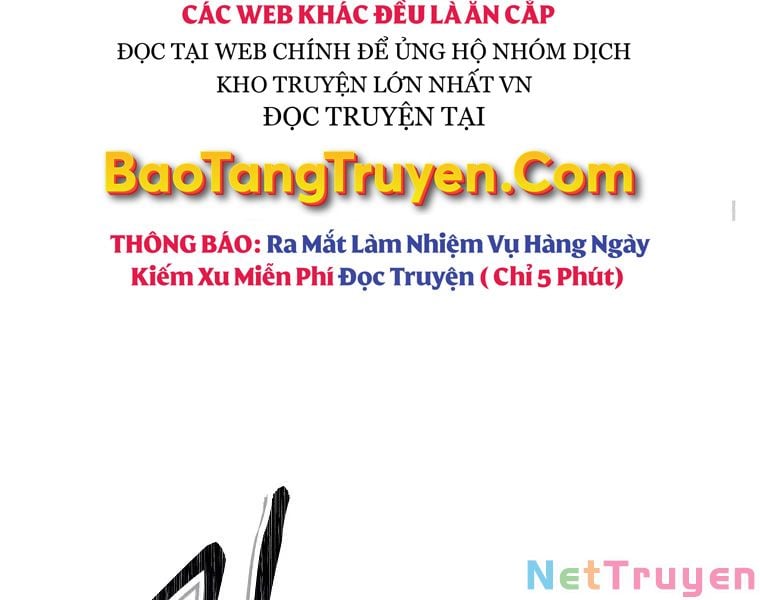 CÁC WEB KHÁC ĐỀU LÀ ĂN CẮP
ĐỌC TẠI WEB CHÍNH ĐỂ ỦNG HỘ NHÓM DỊCH
KHO TRUYỆN LỚN NHẤT VN
ĐỌC TRUYỆN TẠI
BaoTangTruyen.Com
THÔNG BÁO: Ra Mắt Làm Nhiệm Vụ Hàng Ngày
Kiếm Xu Miễn Phí Đọc Truyện ( Chỉ 5 Phút)
NetTruyen